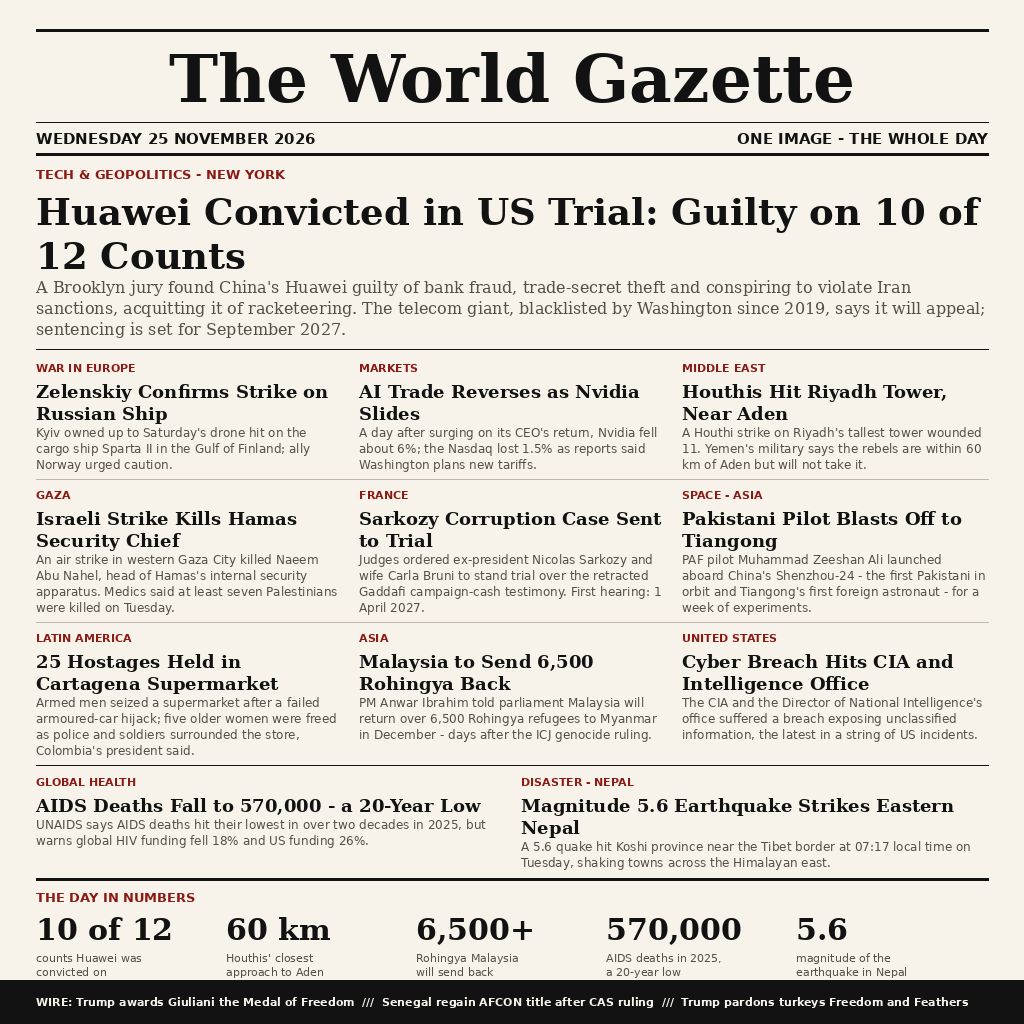 The World Gazette
WEDNESDAY 25 NOVEMBER 2026
ONE IMAGE - THE WHOLE DAY
TECH & GEOPOLITICS - NEW YORK
Huawei Convicted in US Trial: Guilty on 10 of
12 Counts
A Brooklyn jury found China's Huawei guilty of bank fraud, trade-secret theft and conspiring to violate Iran
sanctions, acquitting it of racketeering. The telecom giant, blacklisted by Washington since 2019, says it will appeal;
sentencing is set for September 2027.
WAR IN EUROPE
Zelenskiy Confirms Strike on
Russian Ship
Kyiv owned up to Saturday's drone hit on the
cargo ship Sparta II in the Gulf of Finland; ally
Norway urged caution.
MARKETS
AI Trade Reverses as Nvidia
Slides
A day after surging on its CEO's return, Nvidia fell
about 6%; the Nasdaq lost 1.5% as reports said
Washington plans new tariffs.
MIDDLE EAST
Houthis Hit Riyadh Tower,
Near Aden
A Houthi strike on Riyadh's tallest tower wounded
11. Yemen's military says the rebels are within 60
km of Aden but will not take it.
GAZA
Israeli Strike Kills Hamas
Security Chief
An air strike in western Gaza City killed Naeem
Abu Nahel, head of Hamas's internal security
apparatus. Medics said at least seven Palestinians
were killed on Tuesday.
FRANCE
Sarkozy Corruption Case Sent
to Trial
Judges ordered ex-president Nicolas Sarkozy and
wife Carla Bruni to stand trial over the retracted
Gaddafi campaign-cash testimony. First hearing: 1
April 2027.
SPACE - ASIA
Pakistani Pilot Blasts Off to
Tiangong
PAF pilot Muhammad Zeeshan Ali launched
aboard China's Shenzhou-24 - the first Pakistani in
orbit and Tiangong's first foreign astronaut - for a
week of experiments.
LATIN AMERICA
25 Hostages Held in
Cartagena Supermarket
Armed men seized a supermarket after a failed
armoured-car hijack; five older women were freed
as police and soldiers surrounded the store,
Colombia's president said.
ASIA
Malaysia to Send 6,500
Rohingya Back
PM Anwar Ibrahim told parliament Malaysia will
return over 6,500 Rohingya refugees to Myanmar
in December - days after the ICJ genocide ruling.
UNITED STATES
Cyber Breach Hits CIA and
Intelligence Office
The CIA and the Director of National Intelligence's
office suffered a breach exposing unclassified
information, the latest in a string of US incidents.
GLOBAL HEALTH
AIDS Deaths Fall to 570,000 - a 20-Year Low
UNAIDS says AIDS deaths hit their lowest in over two decades in 2025, but
warns global HIV funding fell 18% and US funding 26%.
DISASTER - NEPAL
Magnitude 5.6 Earthquake Strikes Eastern
Nepal
A 5.6 quake hit Koshi province near the Tibet border at 07:17 local time on
Tuesday, shaking towns across the Himalayan east.
THE DAY IN NUMBERS
10 of 12
counts Huawei was
convicted on
60 km
Houthis' closest
approach to Aden
6,500+
Rohingya Malaysia
will send back
570,000
AIDS deaths in 2025,
a 20-year low
5.6
magnitude of the
earthquake in Nepal
WIRE: Trump awards Giuliani the Medal of Freedom /// Senegal regain AFCON title after CAS ruling /// Trump pardons turkeys Freedom and Feathers